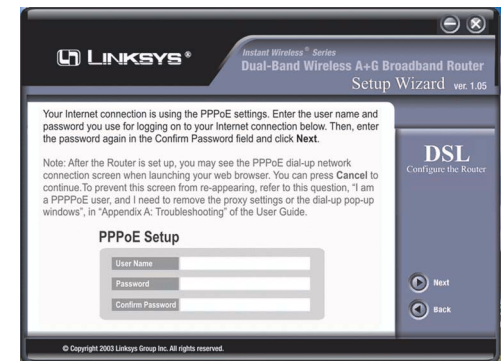 LINKSYS®
Instant Wireless® Series
Dual-Band Wireless A+G Broadband Router
Setup Wizard ver. 1.05
Your Internet connection is using the PPPoE settings. Enter the user name and
password you use for logging on to your Internet connection below. Then, enter
the password again in the Confirm Password field and click Next.
Note: After the Router is set up, you may see the PPPoE dial-up network
connection screen when launching your web browser. You can press Cancel to
continue.To prevent this screen from re-appearing, refer to this question, "I am
a PPPPoE user, and I need to remove the proxy settings or the dial-up pop-up
windows", in "Appendix A: Troubleshooting" of the User Guide.
PPPoE Setup
User Name
Password
Confirm Password
DSL
Configure the Router
Next
Back
© Copyright 2003 Linksys Group Inc. All rights reserved.